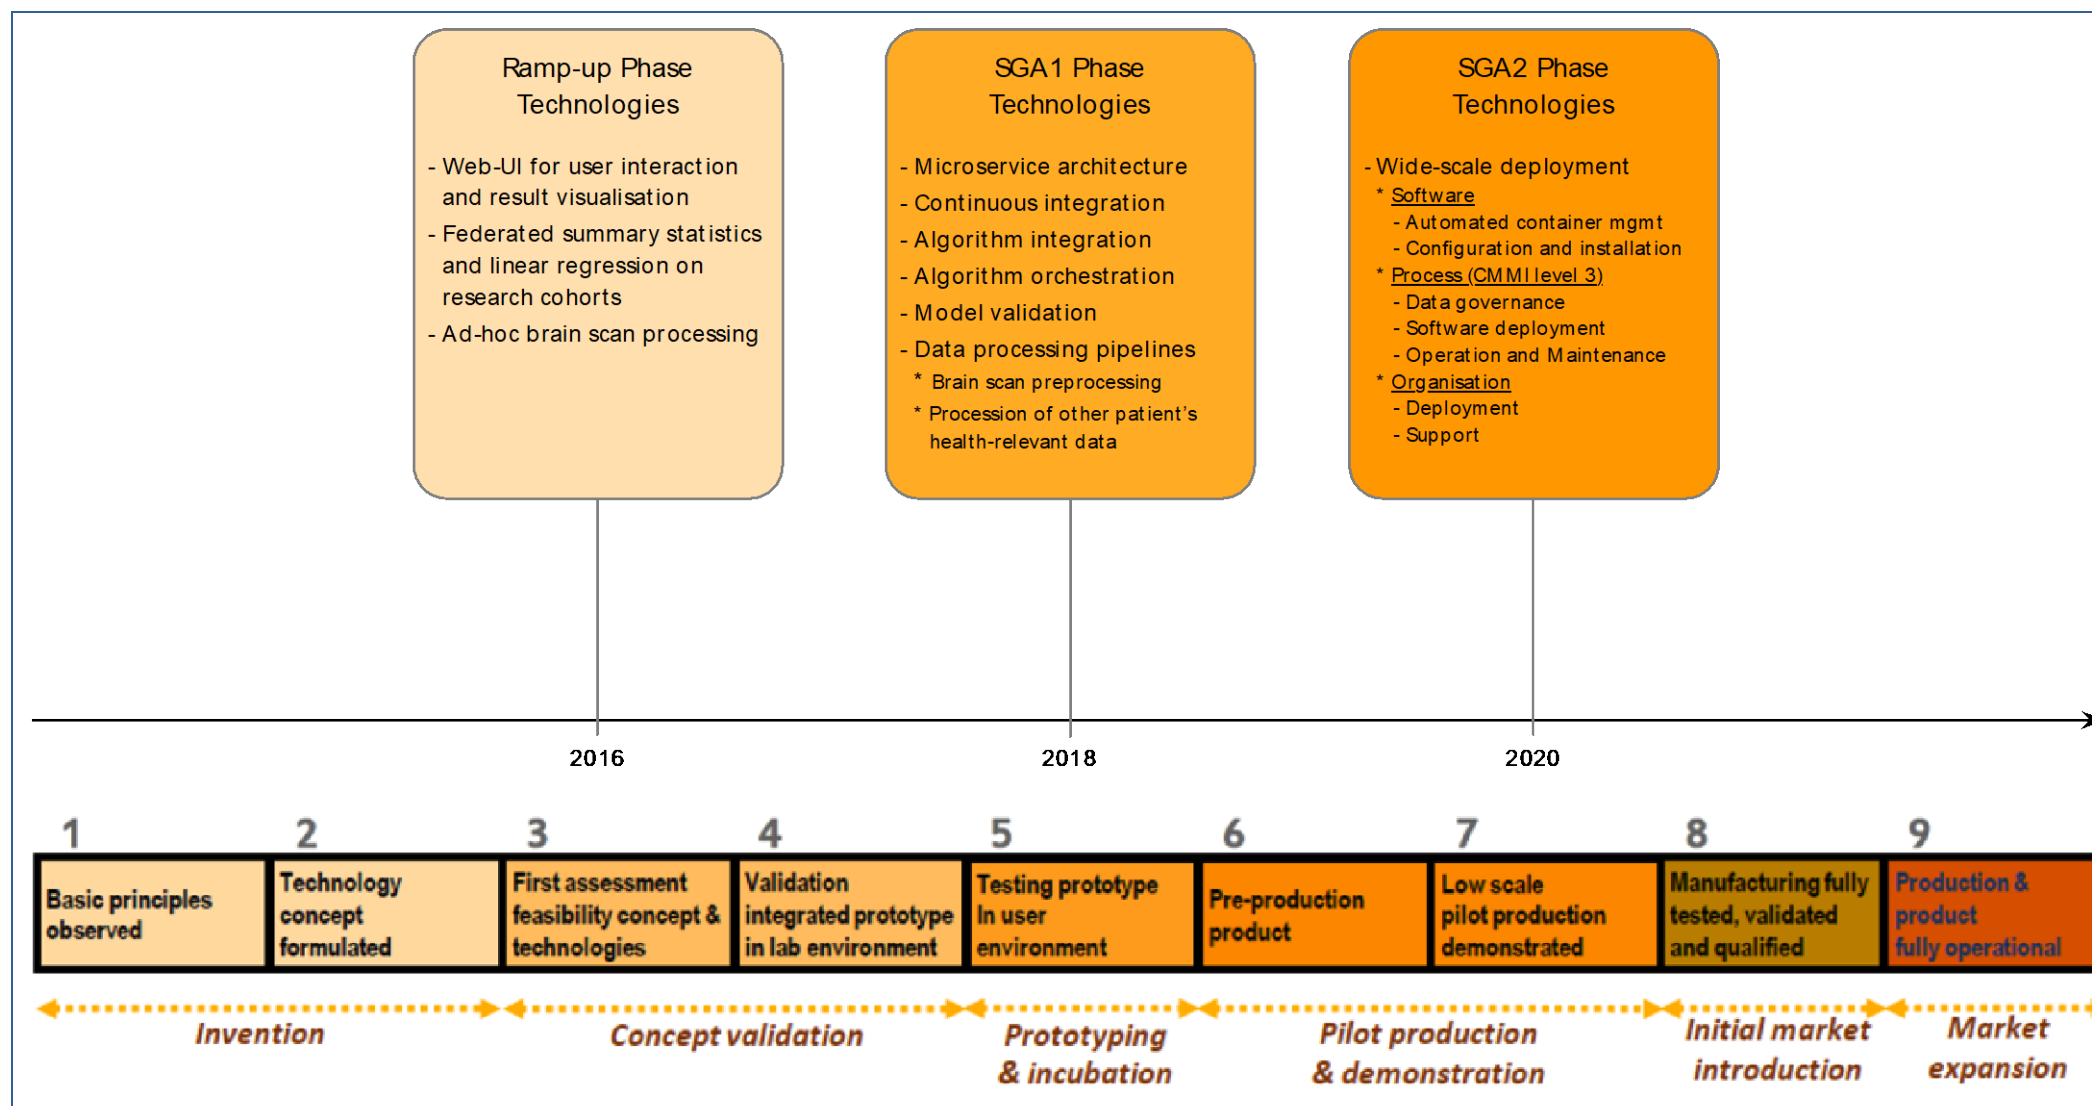 Ramp-up Phase
Technologies
- Web-UI for user interaction
and result visualisation
- Federated summary statistics
and linear regression on
research cohorts
- Ad-hoc brain scan processing
SGA1 Phase
Technologies
- Microservice architecture
- Continuous integration
- Algorithm integration
- Algorithm orchestration
- Model validation
- Data processing pipelines
* Brain scan preprocessing
* Procession of other patient's
health-relevant data
SGA2 Phase
Technologies
- Wide-scale deployment
* Software
- Automated container mgmt
- Configuration and installation
* Process (CMMI level 3)
- Data governance
- Software deployment
- Operation and Maintenance
* Organisation
- Deployment
- Support
2016
2018
2020
1
Basic principles
observed
2
Technology
concept
formulated
3
First assessment
feasibility concept &
technologies
4
Validation
integrated prototype
in lab environment
5
Testing prototype
In user
environment
6
Pre-production
product
7
Low scale
pilot production
demonstrated
8
Manufacturing fully
tested, validated
and qualified
9
Production &
product
fully operational
Invention
Concept validation
Prototyping
& incubation
Pilot production
& demonstration
Initial market
introduction
Market
expansion